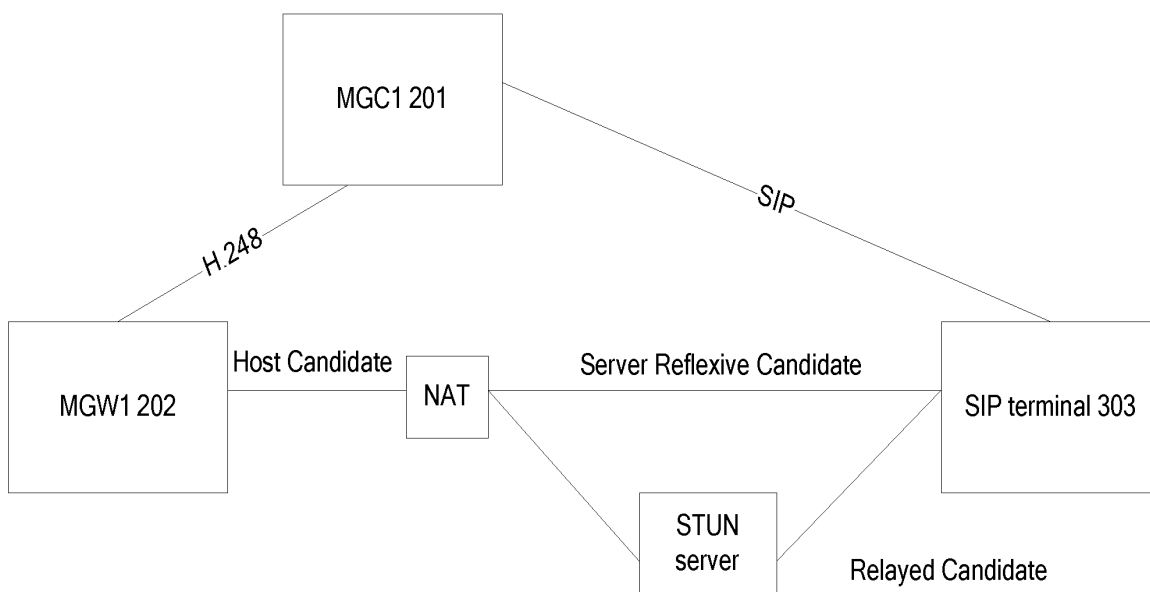 MGC1 201
SIP
H.248
Host Candidate
Server Reflexive Candidate
MGW1 202
NAT
SIP terminal 303
STUN
server
Relayed Candidate